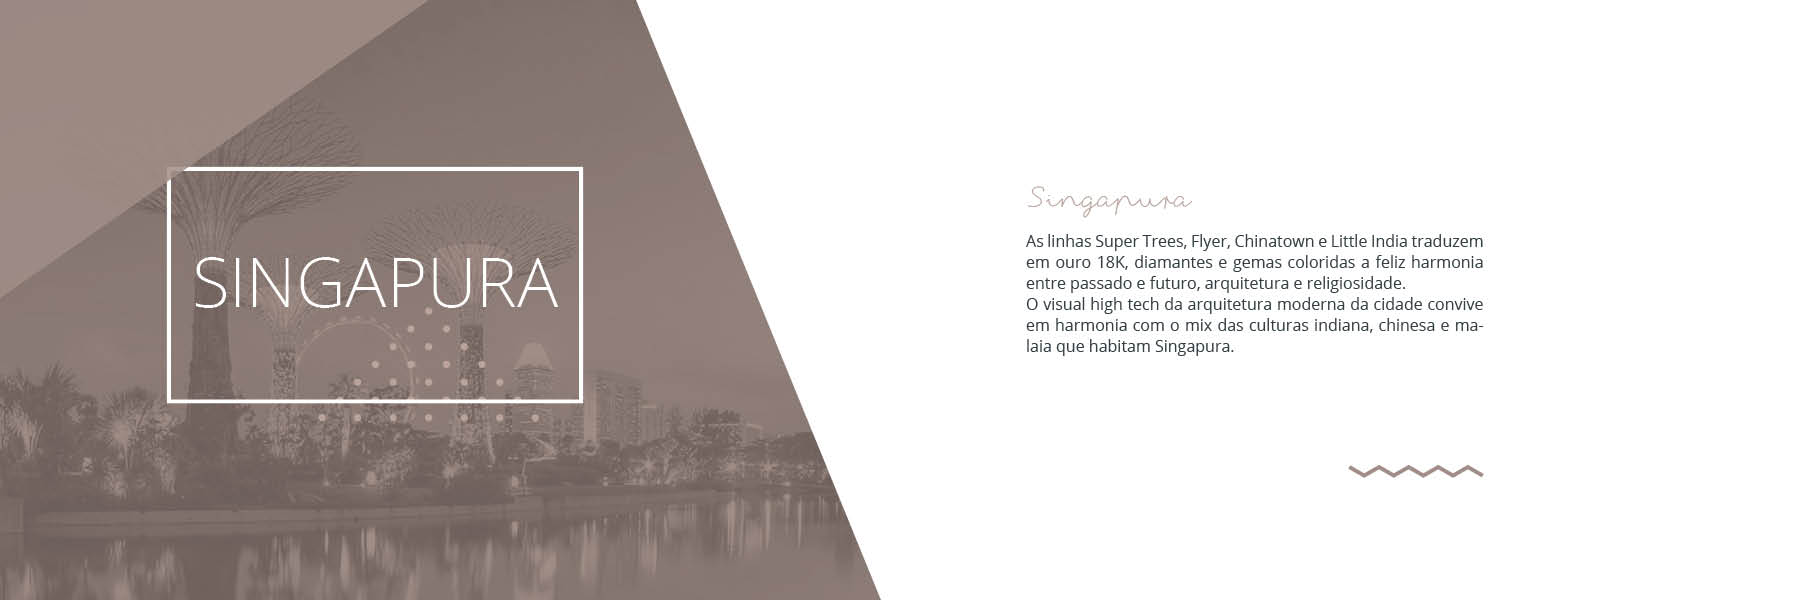 SINGAPURA
Singapura
As linhas Super Trees, Flyer, Chinatown e Little India traduzem
em ouro 18K, diamantes e gemas coloridas a feliz harmonia
entre passado e futuro, arquitetura e religiosidade.
O visual high tech da arquitetura moderna da cidade convive
em harmonia com o mix das culturas indiana, chinesa e ma-
laia que habitam Singapura.